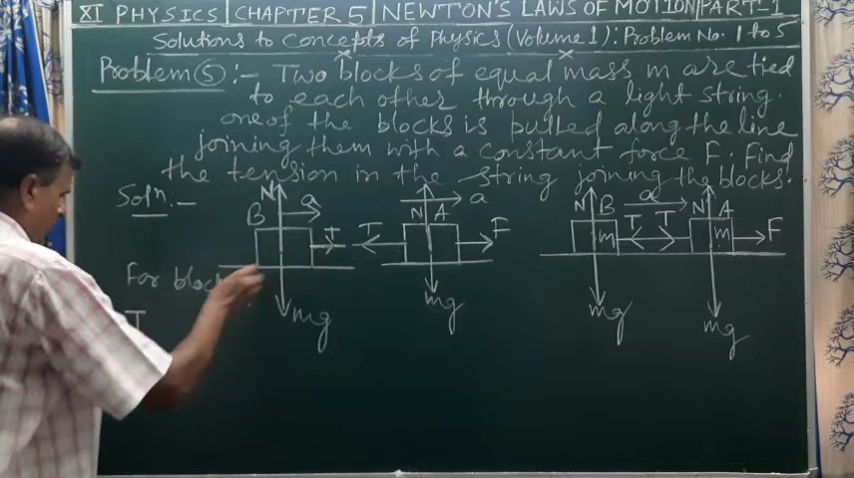 XI PHYSICS | CHAPTER 5 | NEWTON'S LAWS OF MOTION/PART-1
Solutions to Concepts of Physics (Volume 1): Problem No. 1 to 5
Problem 5 :- Two blocks of equal mass m are tied
to each other through a light string.
one of the blocks is pulled along the line
joining them with a constant force F. Find
the tension in the string joining the blocks.
Soln:-
N a B T mg
T N A a F mg
N B a T m mg
T N A m F mg
For bloc
T